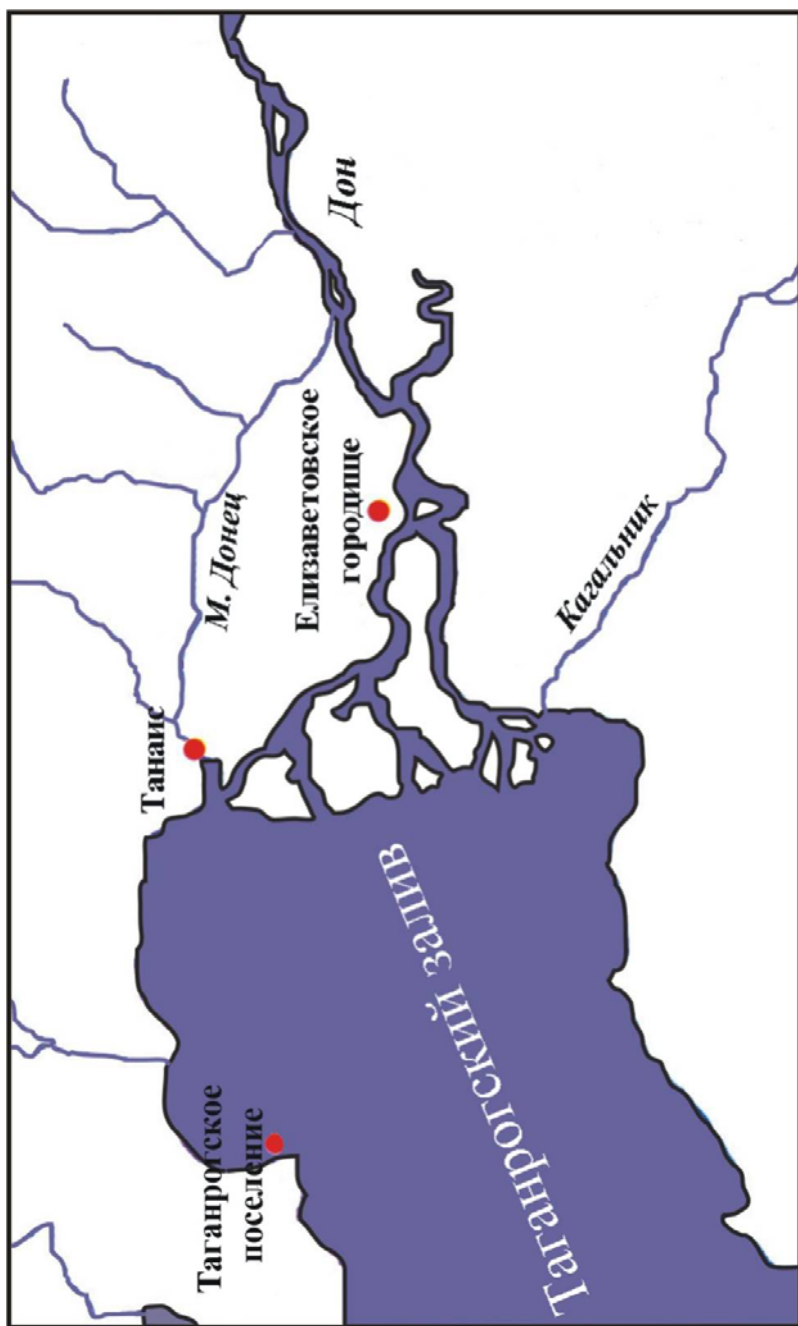 Таганрогское
поселение
Танаис
М. Донец
Елизаветовское
городище
Дон
Таганрогский залив
Кагальник